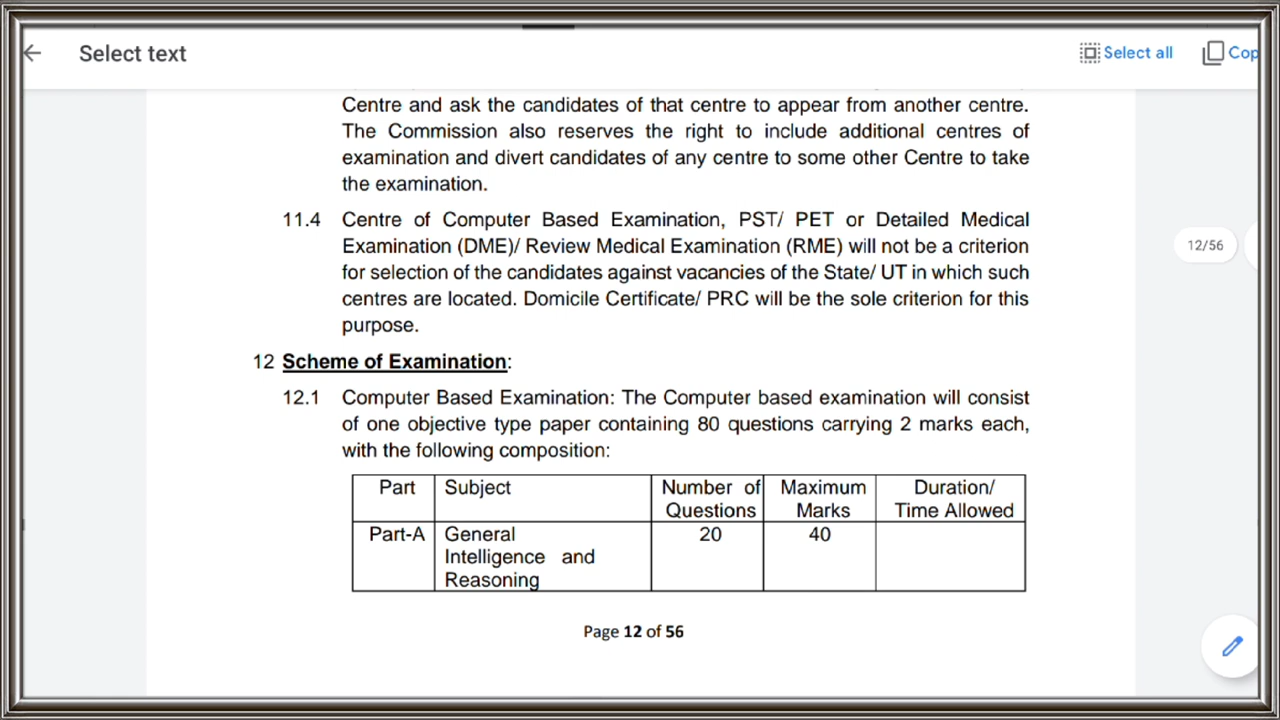 Select text
Select all
Cop
Centre and ask the candidates of that centre to appear from another centre.
The Commission also reserves the right to include additional centres of
examination and divert candidates of any centre to some other Centre to take
the examination.
11.4 Centre of Computer Based Examination, PST/ PET or Detailed Medical
Examination (DME)/ Review Medical Examination (RME) will not be a criterion
for selection of the candidates against vacancies of the State/ UT in which such
centres are located. Domicile Certificate/ PRC will be the sole criterion for this
purpose.
12/56
12 Scheme of Examination:
12.1 Computer Based Examination: The Computer based examination will consist
of one objective type paper containing 80 questions carrying 2 marks each,
with the following composition:
Part Subject Number of Maximum Duration/
Questions Marks Time Allowed
Part-A General 20 40
Intelligence and
Reasoning
Page 12 of 56